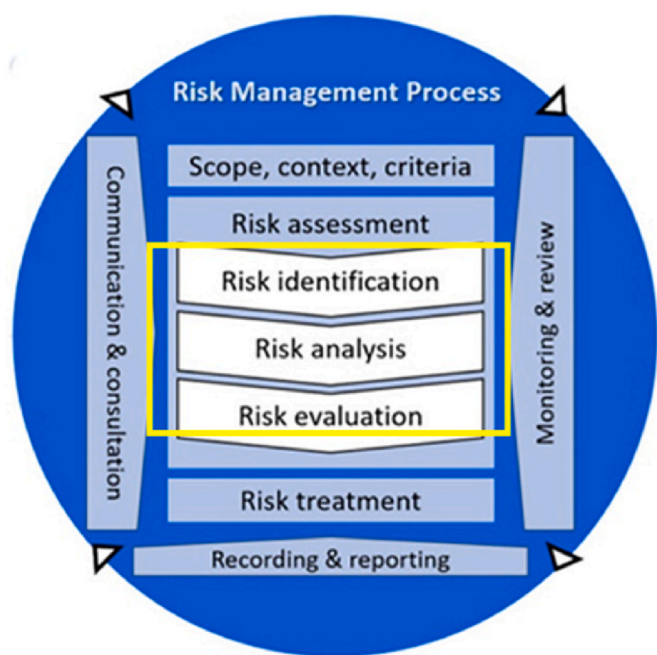 Risk Management Process
Scope, context, criteria
Risk assessment
Risk identification
Risk analysis
Risk evaluation
Risk treatment
Recording & reporting
Communication & consultation
Monitoring & review